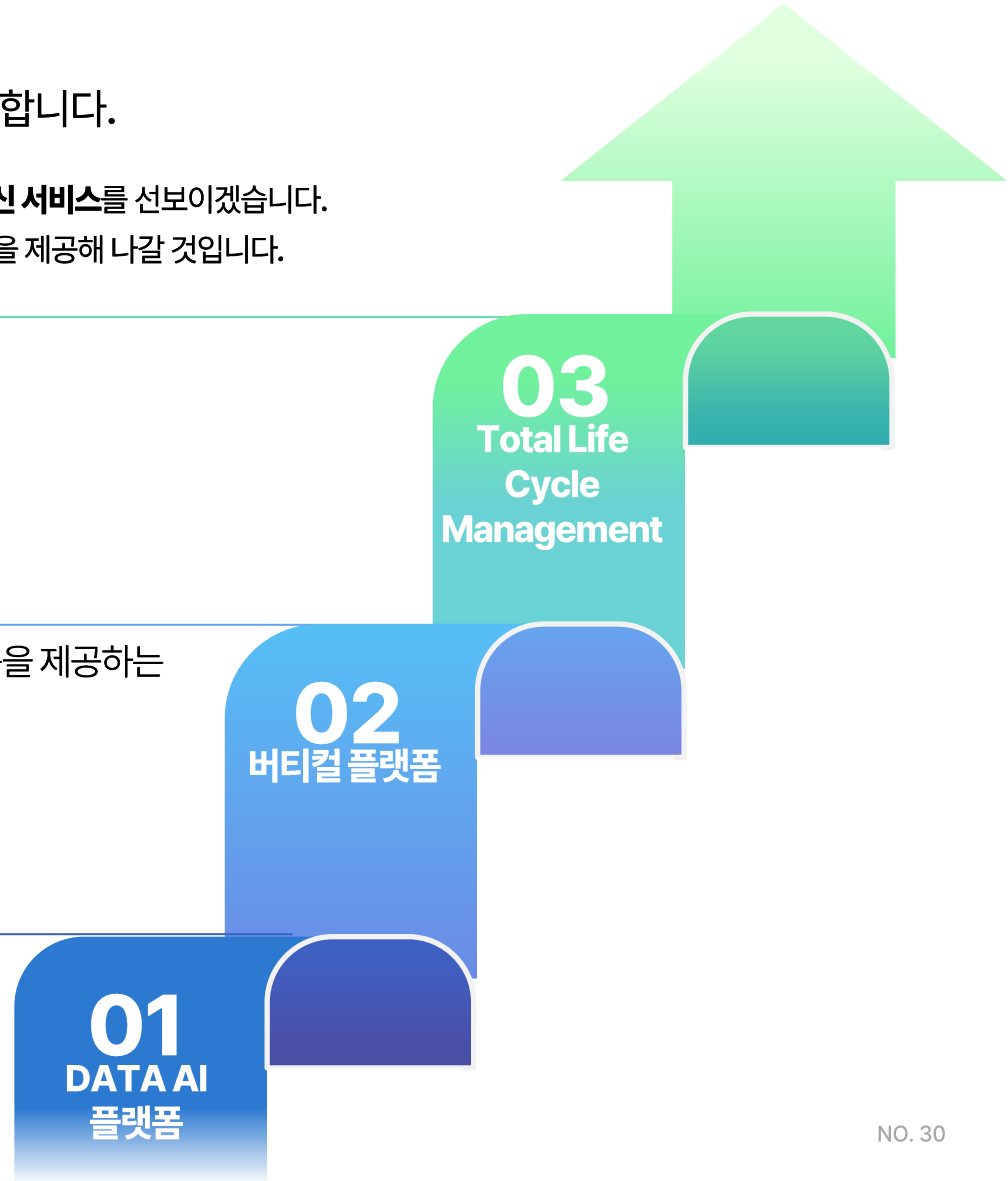 합니다.
신 서비스를 선보이겠습니다.
을 제공해 나갈 것입니다.
03
Total Life
Cycle
Management
을 제공하는
02
버티컬 플랫폼
01
DATA AI
플랫폼
NO. 30